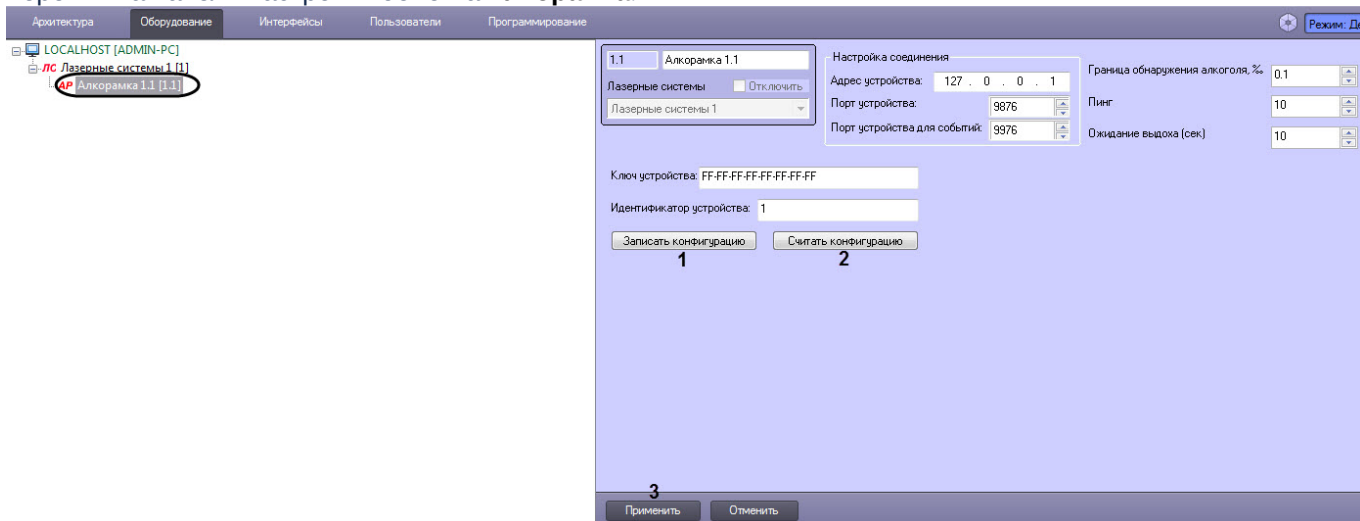 Архитектура Оборудование Интерфейсы Пользователи Программирование Режим:
LOCALHOST [ADMIN-PC]
ЛС Лазерные системы 1 [1]
АР Алкорамка 1.1 [1.1]
1.1 Алкорамка 1.1
Лазерные системы Отключить
Лазерные системы 1
Настройка соединения
Адрес устройства: 127 . 0 . 0 . 1
Порт устройства: 9876
Порт устройства для событий: 9976
Граница обнаружения алкоголя, ‰ 0.1
Пинг 10
Ожидание выдоха (сек) 10
Ключ устройства: FF-FF-FF-FF-FF-FF-FF-FF
Идентификатор устройства: 1
Записать конфигурацию Считать конфигурацию
1 2
3
Применить Отменить